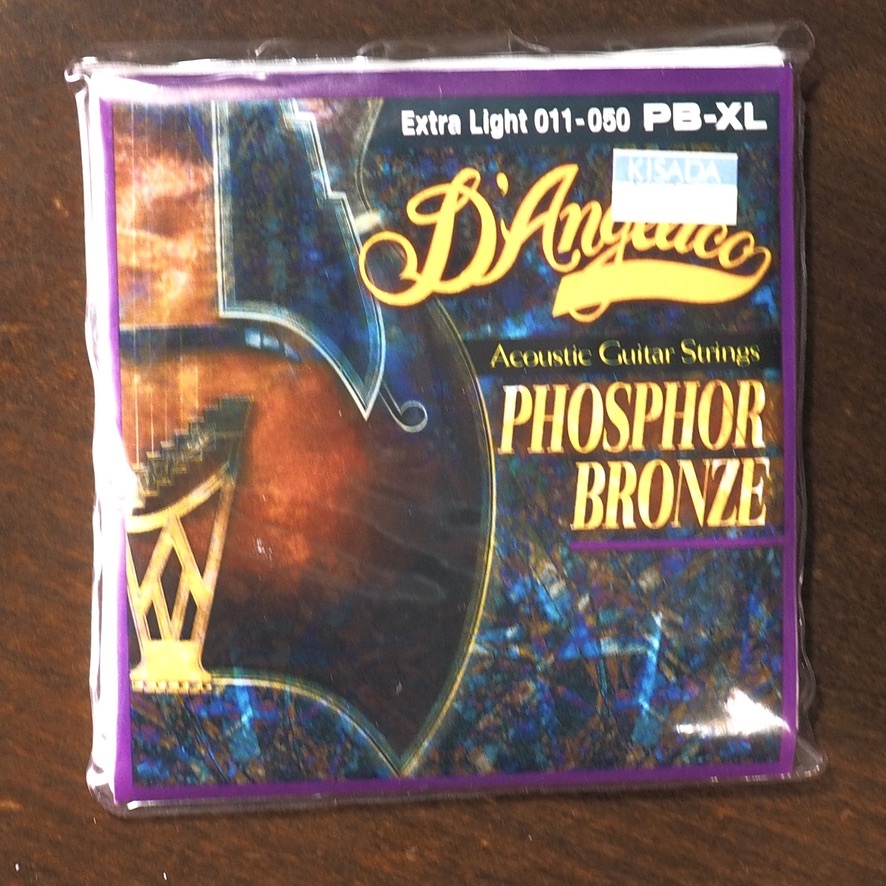 Extra Light 011-050 PB-XL
KISADA
D'Angelico
Acoustic Guitar Strings
PHOSPHOR
BRONZE